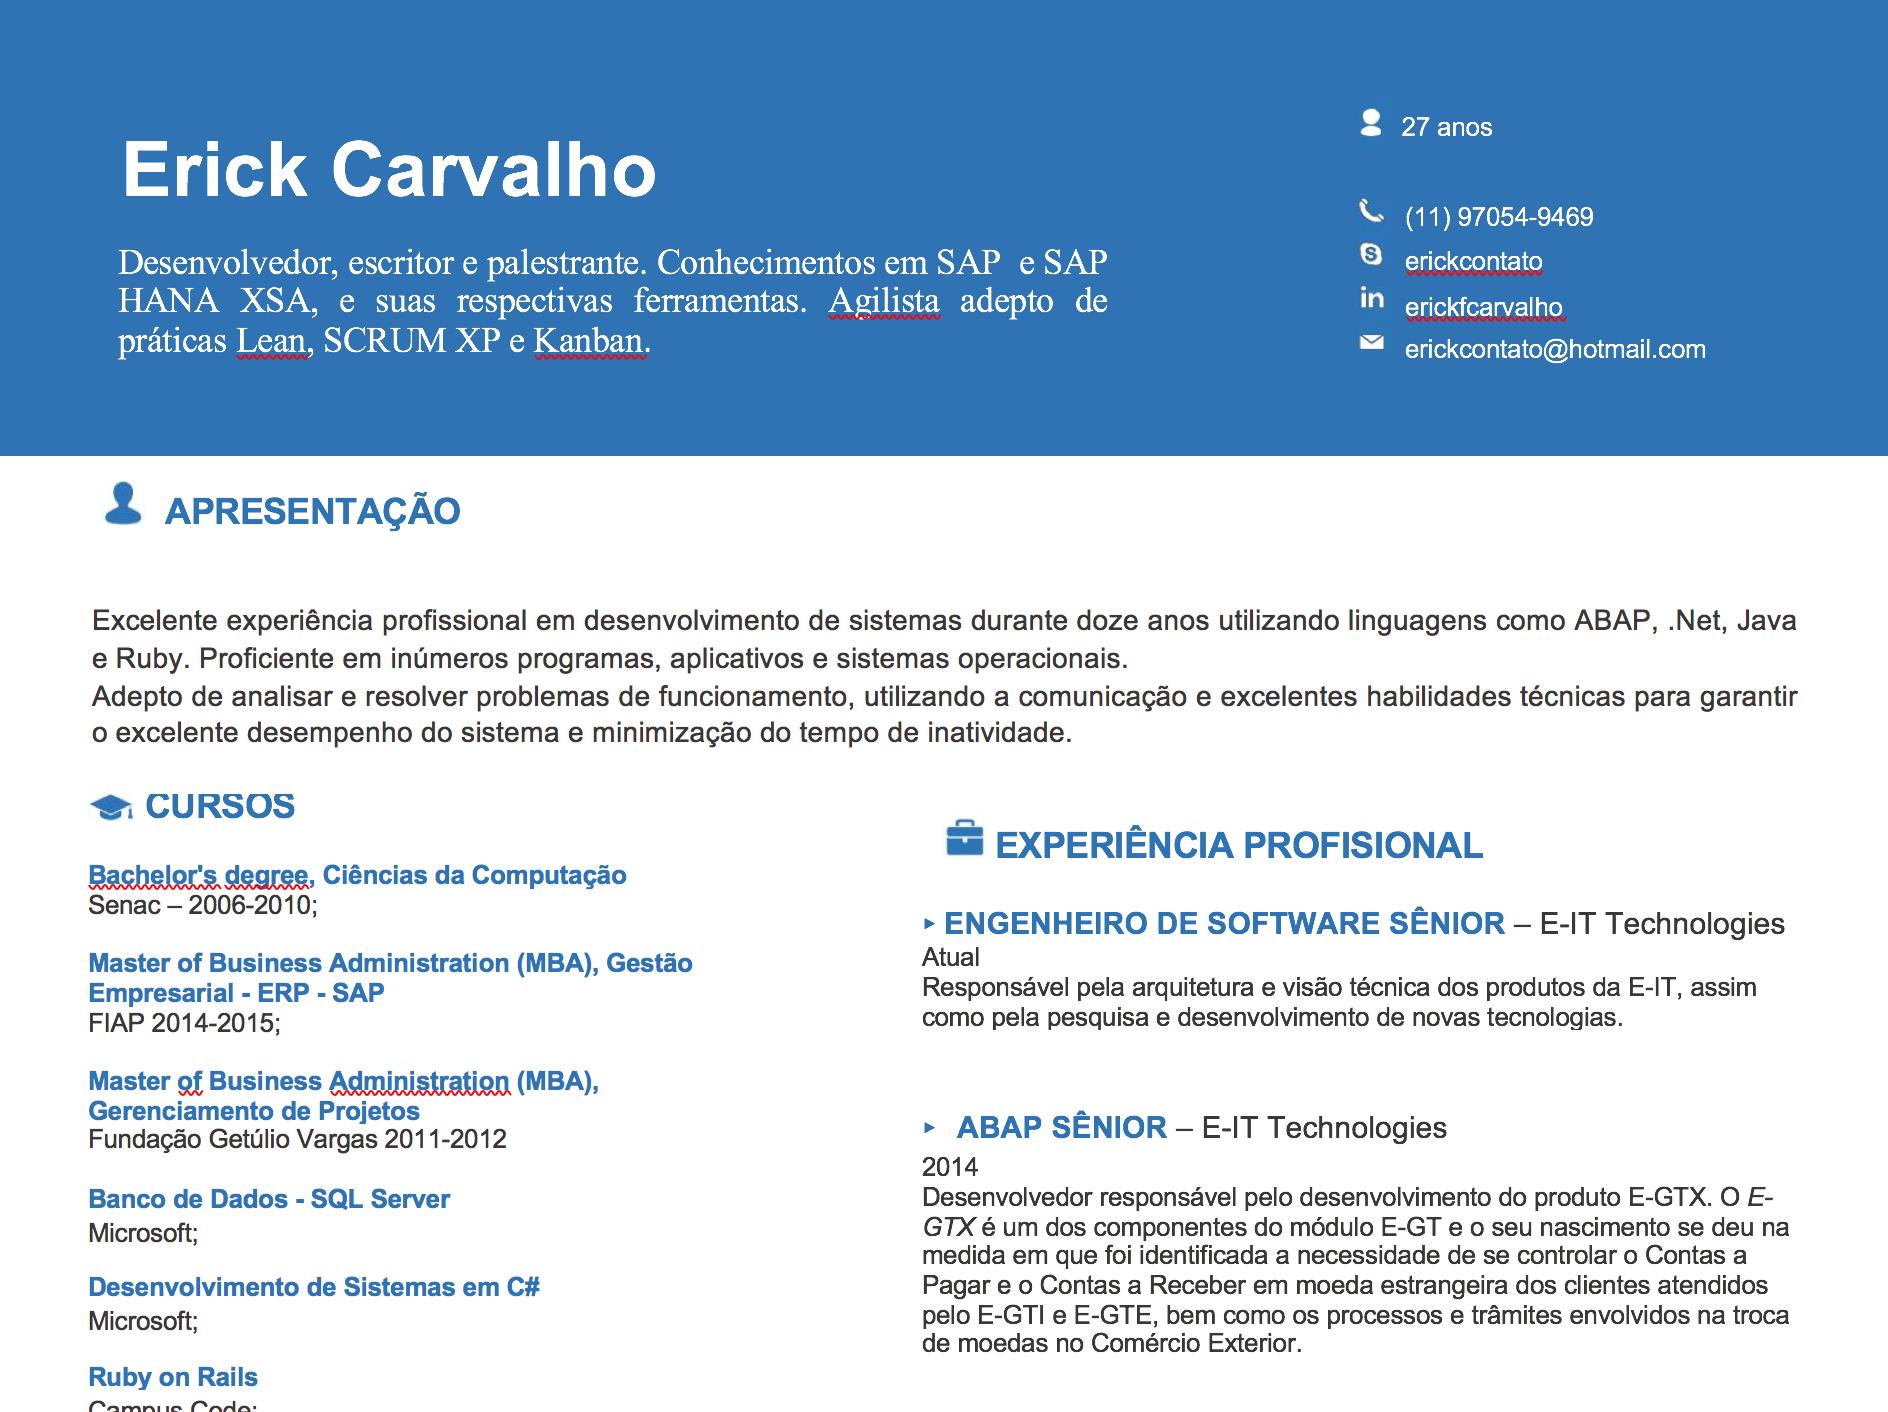 Erick Carvalho
Desenvolvedor, escritor e palestrante. Conhecimentos em SAP e SAP
HANA XSA, e suas respectivas ferramentas. Agilista adepto de
práticas Lean, SCRUM XP e Kanban.
27 anos
(11) 97054-9469
erickcontato
erickfcarvalho
erickcontato@hotmail.com
APRESENTAÇÃO
Excelente experiência profissional em desenvolvimento de sistemas durante doze anos utilizando linguagens como ABAP, .Net, Java
e Ruby. Proficiente em inúmeros programas, aplicativos e sistemas operacionais.
Adepto de analisar e resolver problemas de funcionamento, utilizando a comunicação e excelentes habilidades técnicas para garantir
o excelente desempenho do sistema e minimização do tempo de inatividade.
CURSOS
Bachelor's degree, Ciências da Computação
Senac – 2006-2010;
Master of Business Administration (MBA), Gestão
Empresarial - ERP - SAP
FIAP 2014-2015;
Master of Business Administration (MBA),
Gerenciamento de Projetos
Fundação Getúlio Vargas 2011-2012
Banco de Dados - SQL Server
Microsoft;
Desenvolvimento de Sistemas em C#
Microsoft;
Ruby on Rails
Campus Code;
EXPERIÊNCIA PROFISIONAL
‣ ENGENHEIRO DE SOFTWARE SÊNIOR – E-IT Technologies
Atual
Responsável pela arquitetura e visão técnica dos produtos da E-IT, assim
como pela pesquisa e desenvolvimento de novas tecnologias.
‣ ABAP SÊNIOR – E-IT Technologies
2014
Desenvolvedor responsável pelo desenvolvimento do produto E-GTX. O E-
GTX é um dos componentes do módulo E-GT e o seu nascimento se deu na
medida em que foi identificada a necessidade de se controlar o Contas a
Pagar e o Contas a Receber em moeda estrangeira dos clientes atendidos
pelo E-GTI e E-GTE, bem como os processos e trâmites envolvidos na troca
de moedas no Comércio Exterior.